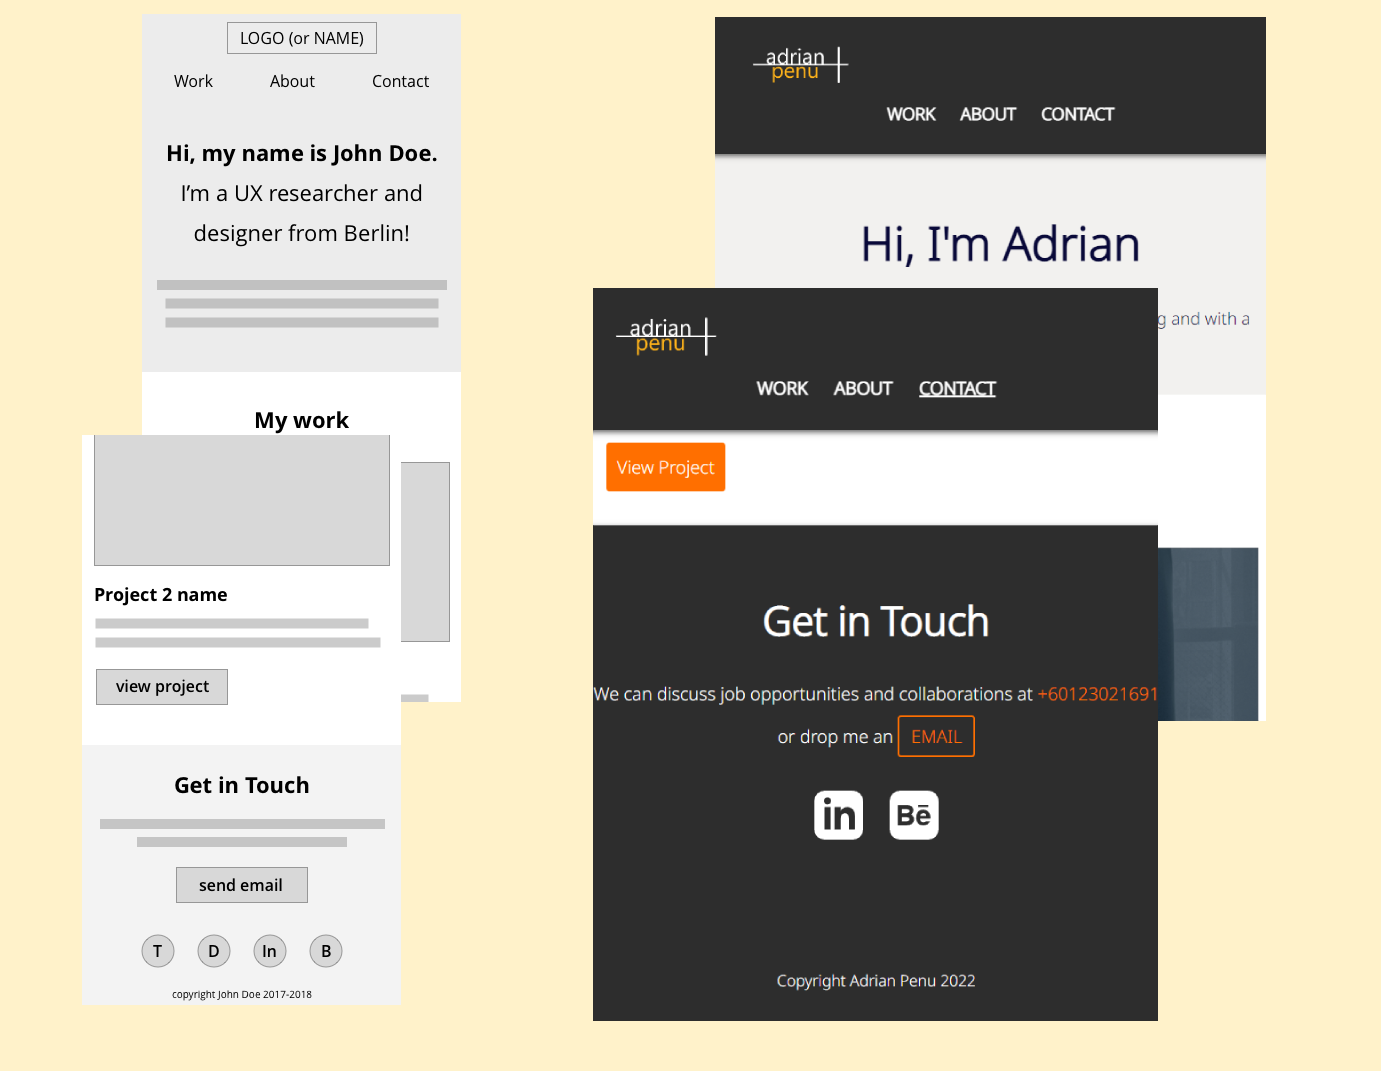 LOGO (or NAME)
Work About Contact
Hi, my name is John Doe.
I'm a UX researcher and
designer from Berlin!
My work
Project 2 name
view project
Get in Touch
send email
T D In B
copyright John Doe 2017-2018
adrian
penu
WORK ABOUT CONTACT
Hi, I'm Adrian
g and with a
adrian
penu
WORK ABOUT CONTACT
View Project
Get in Touch
We can discuss job opportunities and collaborations at +60123021691
or drop me an EMAIL
in Bē
Copyright Adrian Penu 2022